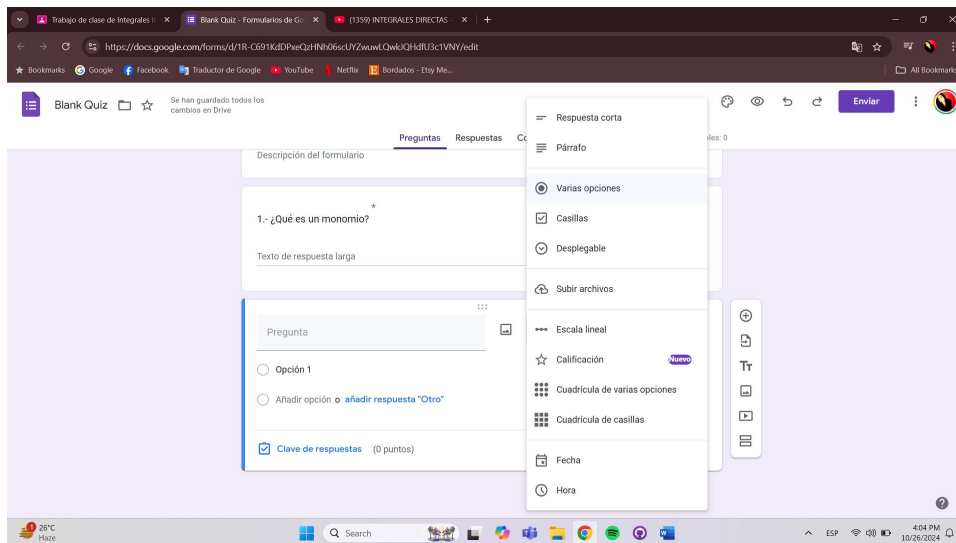 Trabajo de clase de Integrales I
Blank Quiz - Formularios de Go
(1359) INTEGRALES DIRECTAS -
https://docs.google.com/forms/d/1R-C691KdDPxeQzHNh06scUYZwuwLQwkJQHdfU3c1VNY/edit
Bookmarks
Google
Facebook
Traductor de Google
YouTube
Netflix
Bordados - Etsy Me...
All Bookmarks
Blank Quiz
Se han guardado todos los
cambios en Drive
Enviar
Preguntas
Respuestas
Co
ales: 0
Descripción del formulario
1.- ¿Qué es un monomio?
*
Texto de respuesta larga
Pregunta
Opción 1
Añadir opción o añadir respuesta "Otro"
Clave de respuestas (0 puntos)
Respuesta corta
Párrafo
Varias opciones
Casillas
Desplegable
Subir archivos
Escala lineal
Calificación
Nuevo
Cuadrícula de varias opciones
Cuadrícula de casillas
Fecha
Hora
Tт
1
26°C
Haze
Search
ESP
4:04 PM
10/26/2024